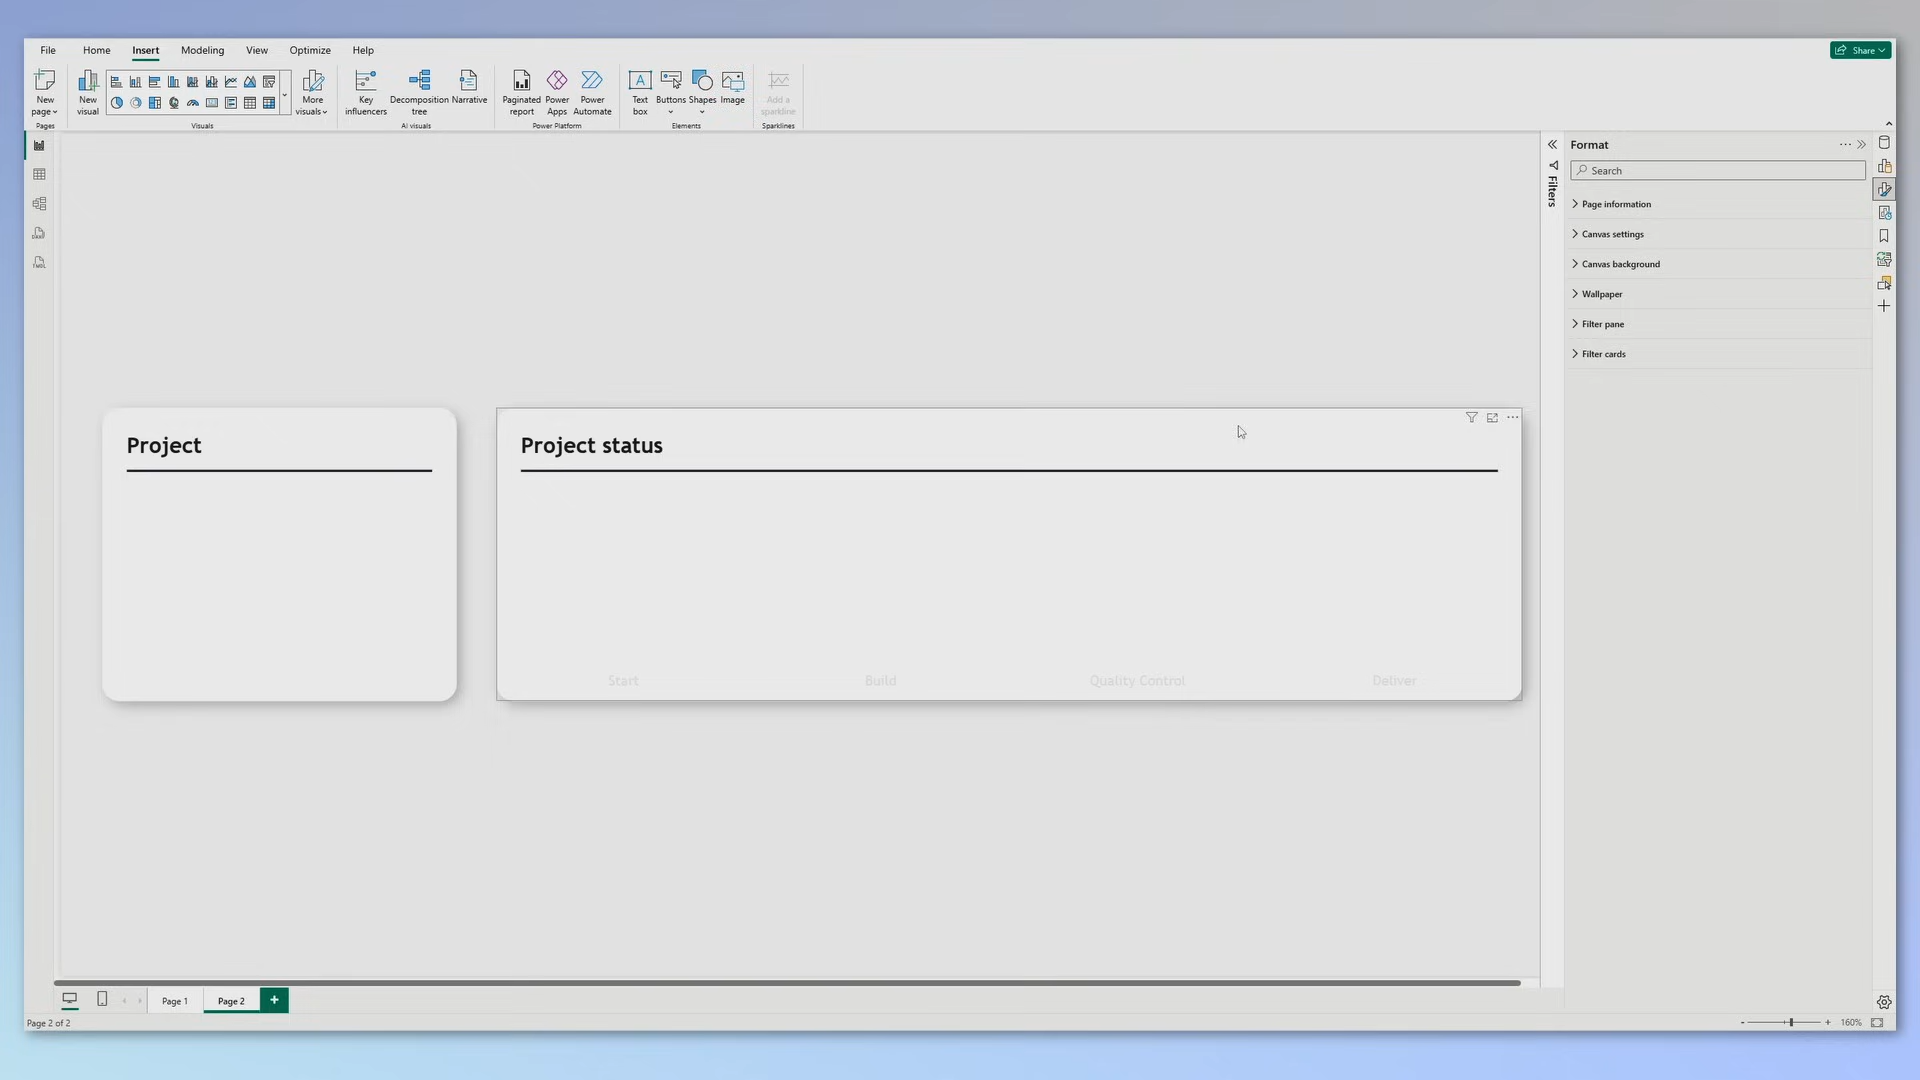 File Home Insert Modeling View Optimize Help
Share
New page
New visual
More visuals
Key influencers
Decomposition tree
Narrative
Paginated report
Power Apps
Power Automate
Text box
Buttons
Shapes
Image
Add a sparkline
Pages
Visuals
AI visuals
Power Platform
Elements
Sparklines
Filters
Format
Search
Page information
Canvas settings
Canvas background
Wallpaper
Filter pane
Filter cards
Project
Project status
Start Build Quality Control Deliver
Page 1 Page 2
Page 2 of 2
160%